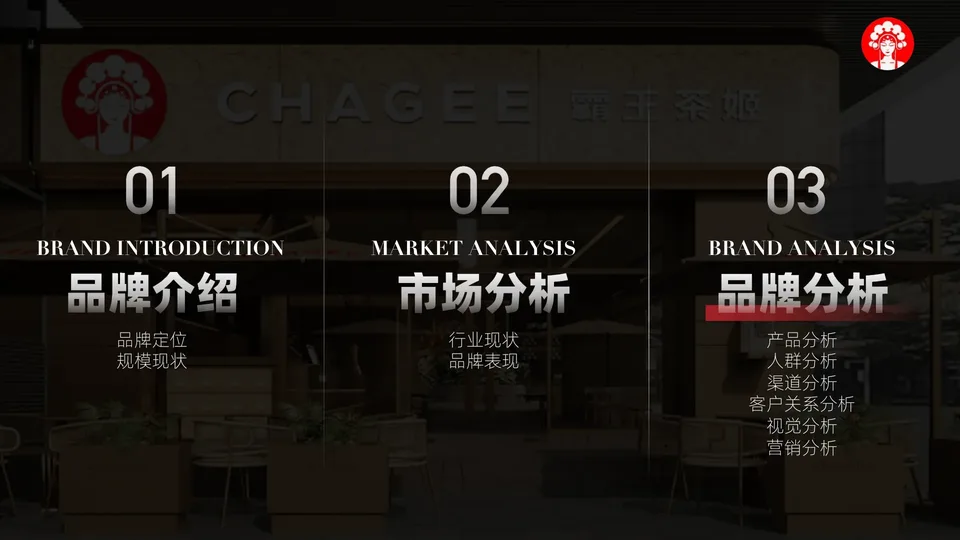 CHAGEE 霸王茶姬
01
BRAND INTRODUCTION
品牌介绍
品牌定位
规模现状
02
MARKET ANALYSIS
市场分析
行业现状
品牌表现
03
BRAND ANALYSIS
品牌分析
产品分析
人群分析
渠道分析
客户关系分析
视觉分析
营销分析